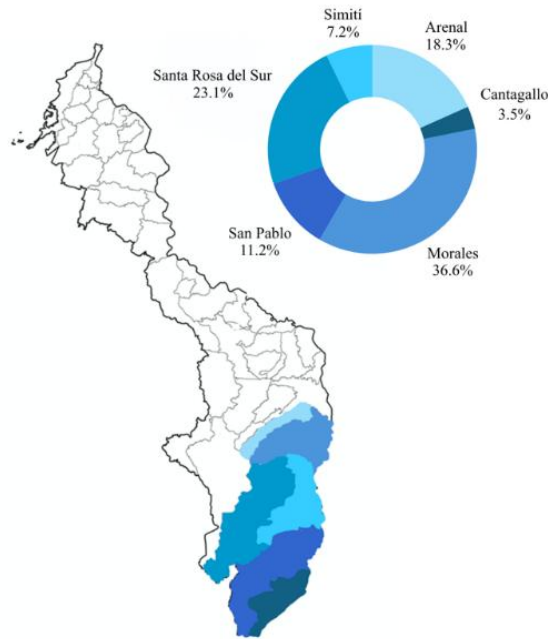 Simití
7.2%
Arenal
18.3%
Santa Rosa del Sur
23.1%
Cantagallo
3.5%
San Pablo
11.2%
Morales
36.6%